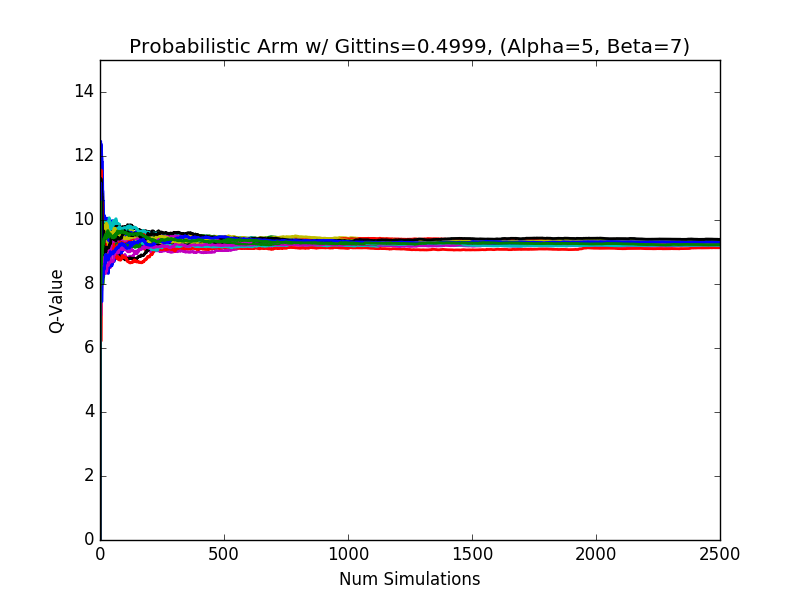 Probabilistic Arm w/ Gittins=0.4999, (Alpha=5, Beta=7)
14
12
10
8
6
4
2
0
Q-Value
0 500 1000 1500 2000 2500
Num Simulations